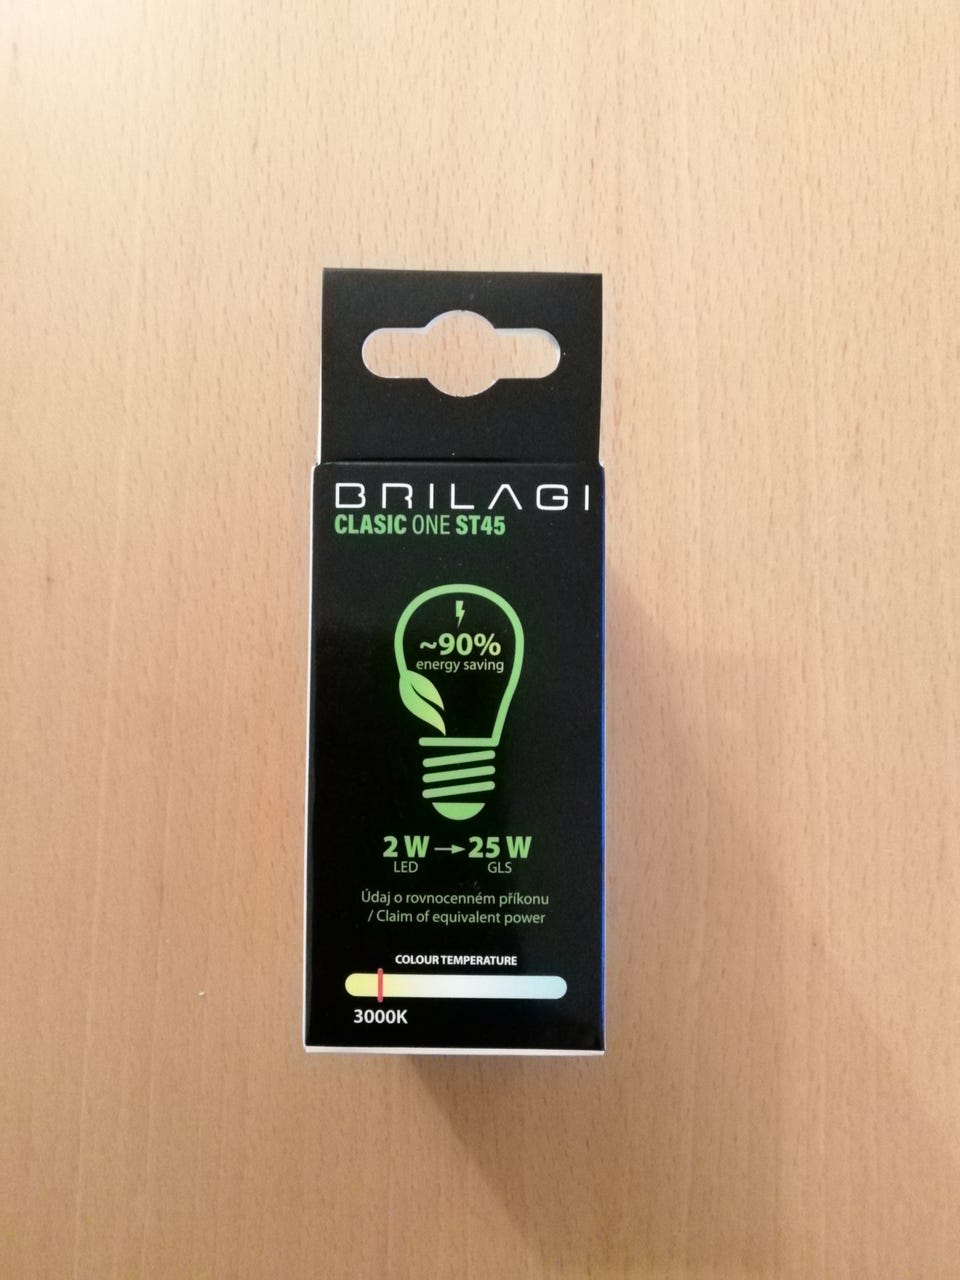 BRILAGI
CLASIC ONE ST45
~90%
energy saving
2 W → 25 W
LED GLS
Údaj o rovnocenném příkonu
/ Claim of equivalent power
COLOUR TEMPERATURE
3000K